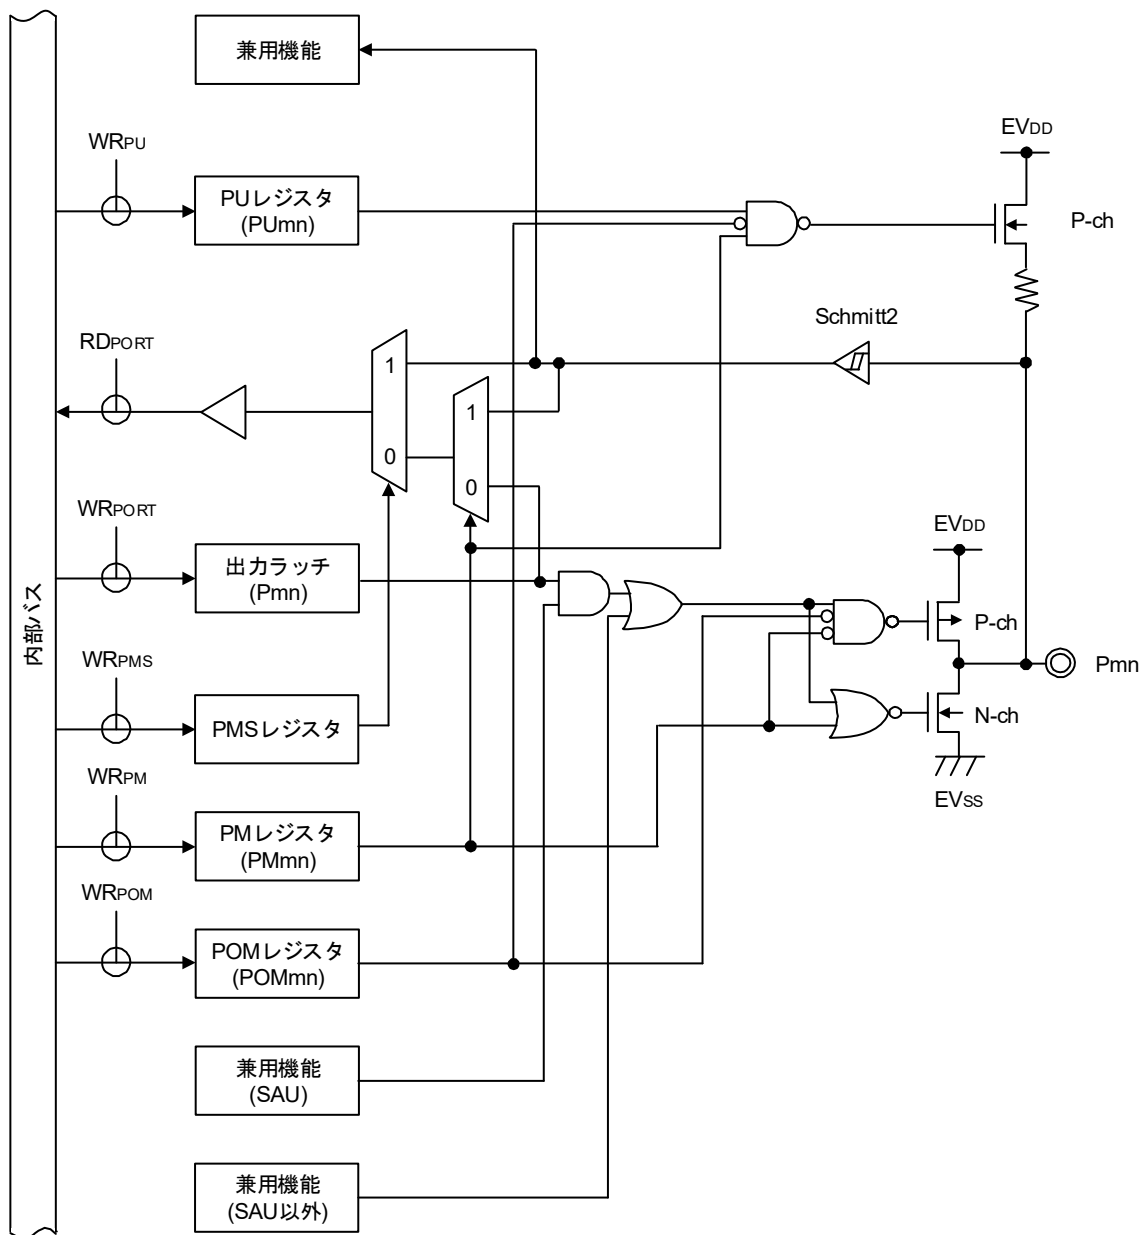 兼用機能
WRPU
EVDD
PUレジスタ
(PUmn)
P-ch
RDPORT
Schmitt2
1
1
0
0
WRPORT
EVDD
出力ラッチ
(Pmn)
内部バス
P-ch
WRPMS
Pmn
PMSレジスタ
N-ch
WRPM
EVSS
PMレジスタ
(PMmn)
WRPOM
POMレジスタ
(POMmn)
兼用機能
(SAU)
兼用機能
(SAU以外)